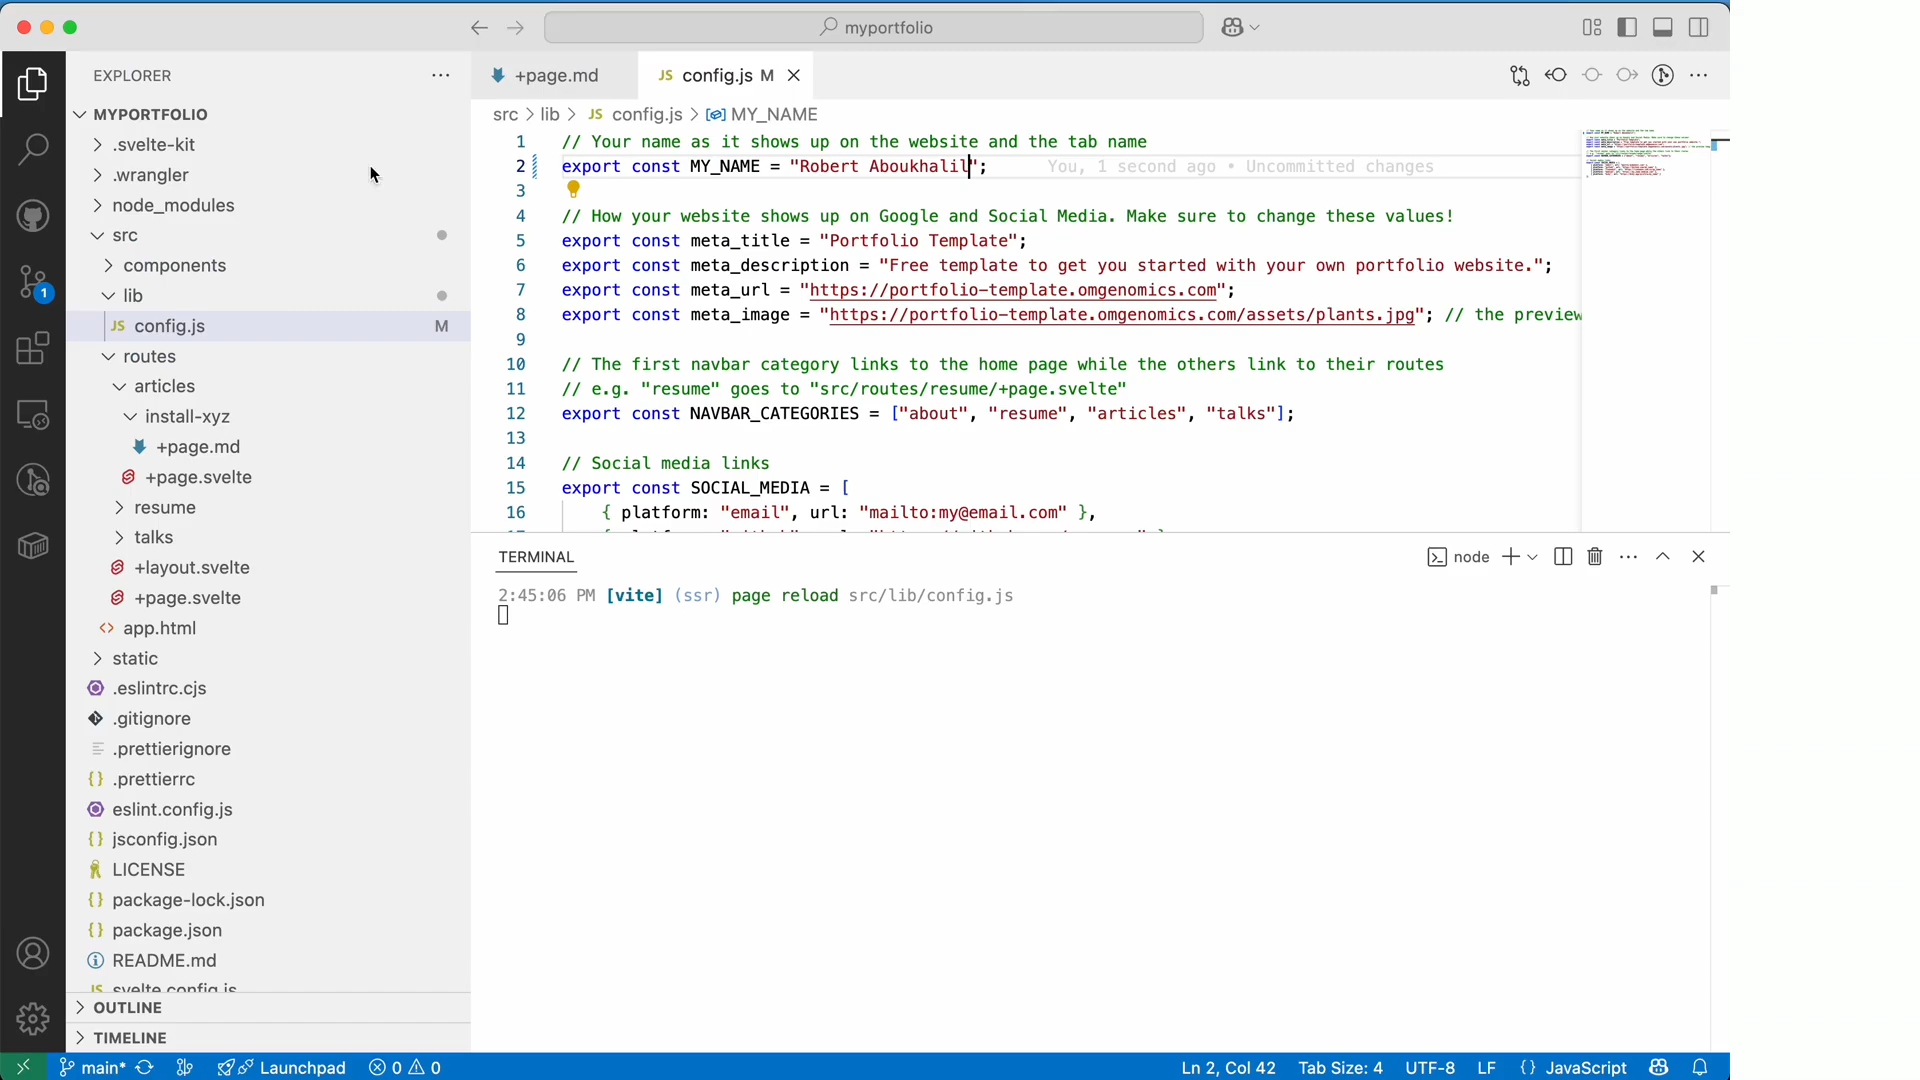 myportfolio
EXPLORER
MYPORTFOLIO
.svelte-kit
.wrangler
node_modules
src
components
lib
JS config.js M
routes
articles
install-xyz
+page.md
+page.svelte
resume
talks
+layout.svelte
+page.svelte
app.html
static
.eslintrc.cjs
.gitignore
.prettierignore
.prettierrc
eslint.config.js
jsconfig.json
LICENSE
package-lock.json
package.json
README.md
JS svelte.config.js
OUTLINE
TIMELINE
1
+page.md
JS config.js M
src > lib > JS config.js > MY_NAME
1 // Your name as it shows up on the website and the tab name
2 export const MY_NAME = "Robert Aboukhalil"; You, 1 second ago • Uncommitted changes
3
4 // How your website shows up on Google and Social Media. Make sure to change these values!
5 export const meta_title = "Portfolio Template";
6 export const meta_description = "Free template to get you started with your own portfolio website.";
7 export const meta_url = "https://portfolio-template.omgenomics.com";
8 export const meta_image = "https://portfolio-template.omgenomics.com/assets/plants.jpg"; // the preview
9
10 // The first navbar category links to the home page while the others link to their routes
11 // e.g. "resume" goes to "src/routes/resume/+page.svelte"
12 export const NAVBAR_CATEGORIES = ["about", "resume", "articles", "talks"];
13
14 // Social media links
15 export const SOCIAL_MEDIA = [
16 { platform: "email", url: "mailto:my@email.com" },
TERMINAL
node
2:45:06 PM [vite] (ssr) page reload src/lib/config.js
main*
Launchpad
0 0
Ln 2, Col 42
Tab Size: 4
UTF-8
LF
{ } JavaScript